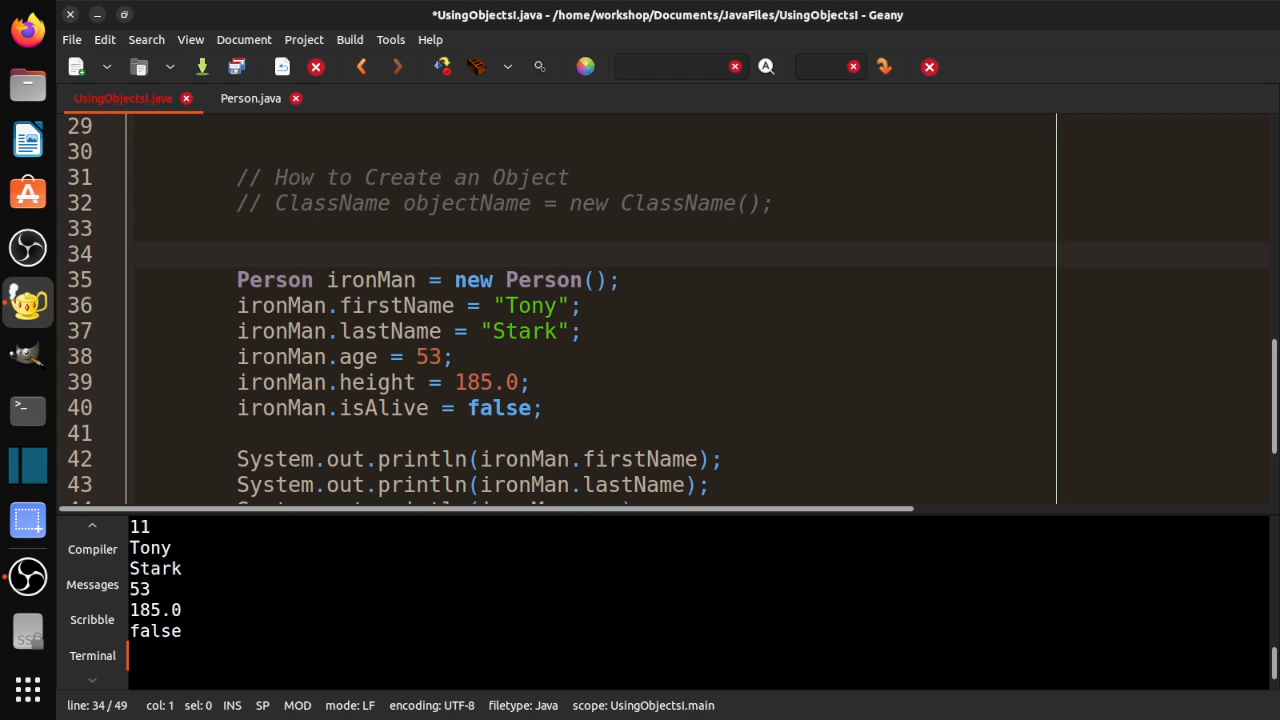 *UsingObjectsI.java - /home/workshop/Documents/JavaFiles/UsingObjectsI - Geany
File Edit Search View Document Project Build Tools Help
UsingObjectsI.java Person.java
29
30
31 // How to Create an Object
32 // ClassName objectName = new ClassName();
33
34
35 Person ironMan = new Person();
36 ironMan.firstName = "Tony";
37 ironMan.lastName = "Stark";
38 ironMan.age = 53;
39 ironMan.height = 185.0;
40 ironMan.isAlive = false;
41
42 System.out.println(ironMan.firstName);
43 System.out.println(ironMan.lastName);
11
Compiler Tony
Stark
Messages 53
185.0
Scribble false
Terminal
line: 34 / 49 col: 1 sel: 0 INS SP MOD mode: LF encoding: UTF-8 filetype: Java scope: UsingObjectsI.main